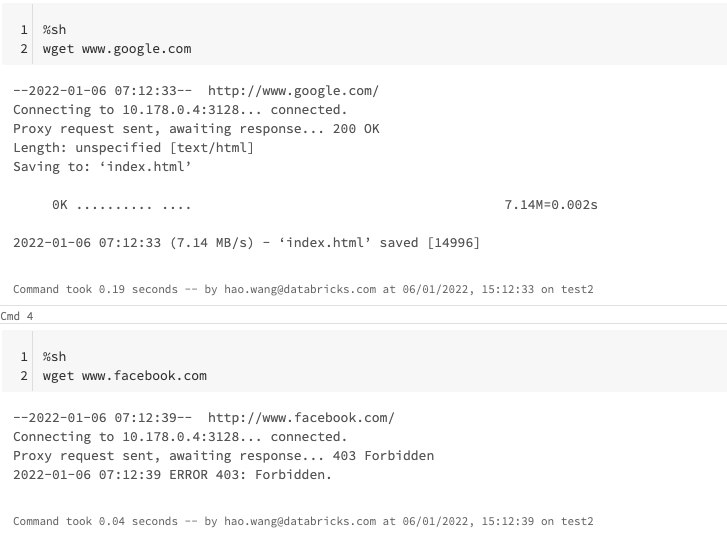 1 %sh
2 wget www.google.com
--2022-01-06 07:12:33-- http://www.google.com/
Connecting to 10.178.0.4:3128... connected.
Proxy request sent, awaiting response... 200 OK
Length: unspecified [text/html]
Saving to: ‘index.html’
0K .......... .... 7.14M=0.002s
2022-01-06 07:12:33 (7.14 MB/s) - ‘index.html’ saved [14996]
Command took 0.19 seconds -- by hao.wang@databricks.com at 06/01/2022, 15:12:33 on test2
Cmd 4
1 %sh
2 wget www.facebook.com
--2022-01-06 07:12:39-- http://www.facebook.com/
Connecting to 10.178.0.4:3128... connected.
Proxy request sent, awaiting response... 403 Forbidden
2022-01-06 07:12:39 ERROR 403: Forbidden.
Command took 0.04 seconds -- by hao.wang@databricks.com at 06/01/2022, 15:12:39 on test2